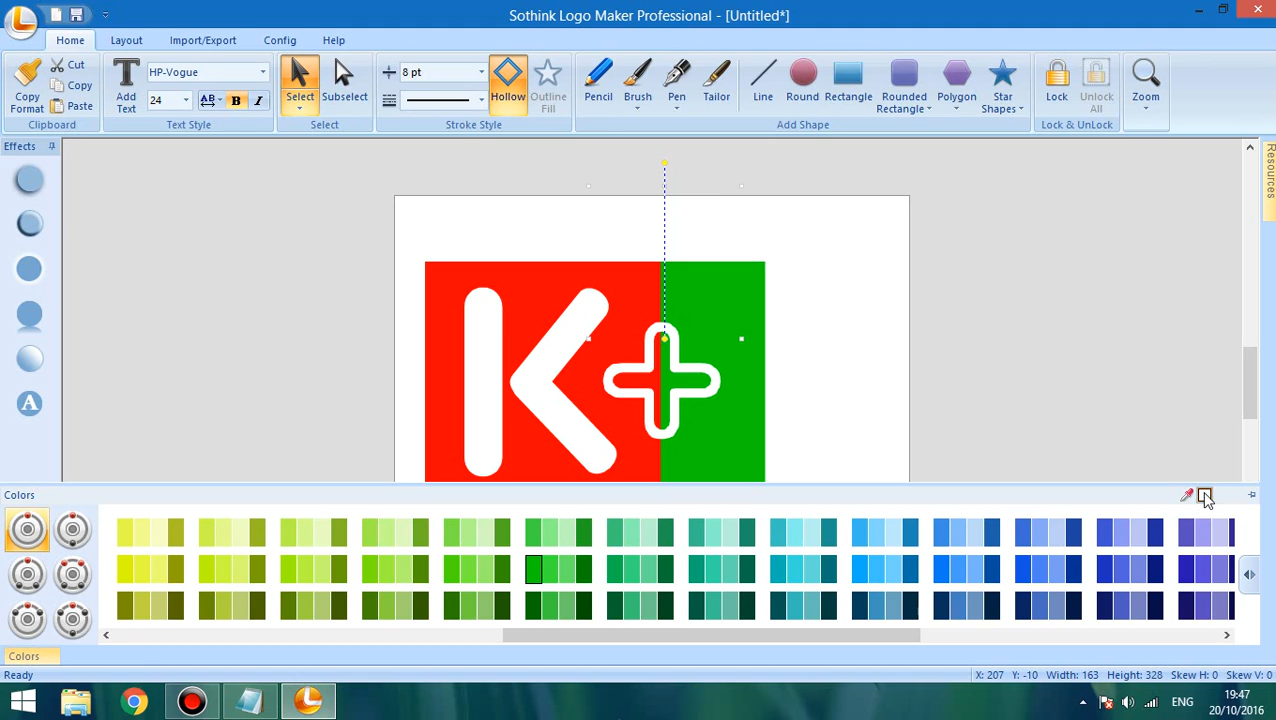 Sothink Logo Maker Professional - [Untitled*]
Home Layout Import/Export Config Help
Copy Format Cut Copy Paste Clipboard
Add Text HP-Vogue 24 AB B I Text Style
Select Subselect Select
8 pt Hollow Outline Fill Stroke Style
Pencil Brush Pen Tailor Line Round Rectangle Rounded Rectangle Polygon Star Shapes Add Shape
Lock Unlock All Lock & UnLock
Zoom
Effects
A
Resources
K+
Colors
Colors
Ready X: 207 Y: -10 Width: 163 Height: 328 Skew H: 0 Skew V: 0
ENG 19:47
20/10/2016